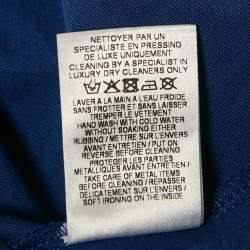 NETTOYER PAR UN
SPECIALISTE EN PRESSING
DE LUXE UNIQUEMENT
CLEANING BY A SPECIALIST IN
LUXURY DRY CLEANERS ONLY
LAVER A LA MAIN A L'EAU FROIDE
SANS FROTTER ET SANS LAISSER
TREMPER LE VETEMENT
HAND WASH WITH COLD WATER
WITHOUT SOAKING EITHER
RUBBING / METTRE SUR L'ENVERS
AVANT L'ENTRETIEN / PUT ON
REVERSE BEFORE CLEANING
PROTEGER LES PARTIES
METALLIQUES AVANT ENTRETIEN /
TAKE CARE OF METAL ITEMS
BEFORE CLEANING / REPASSER
DELICATEMENT SUR L'ENVERS /
SOFT IRONING ON THE INSIDE